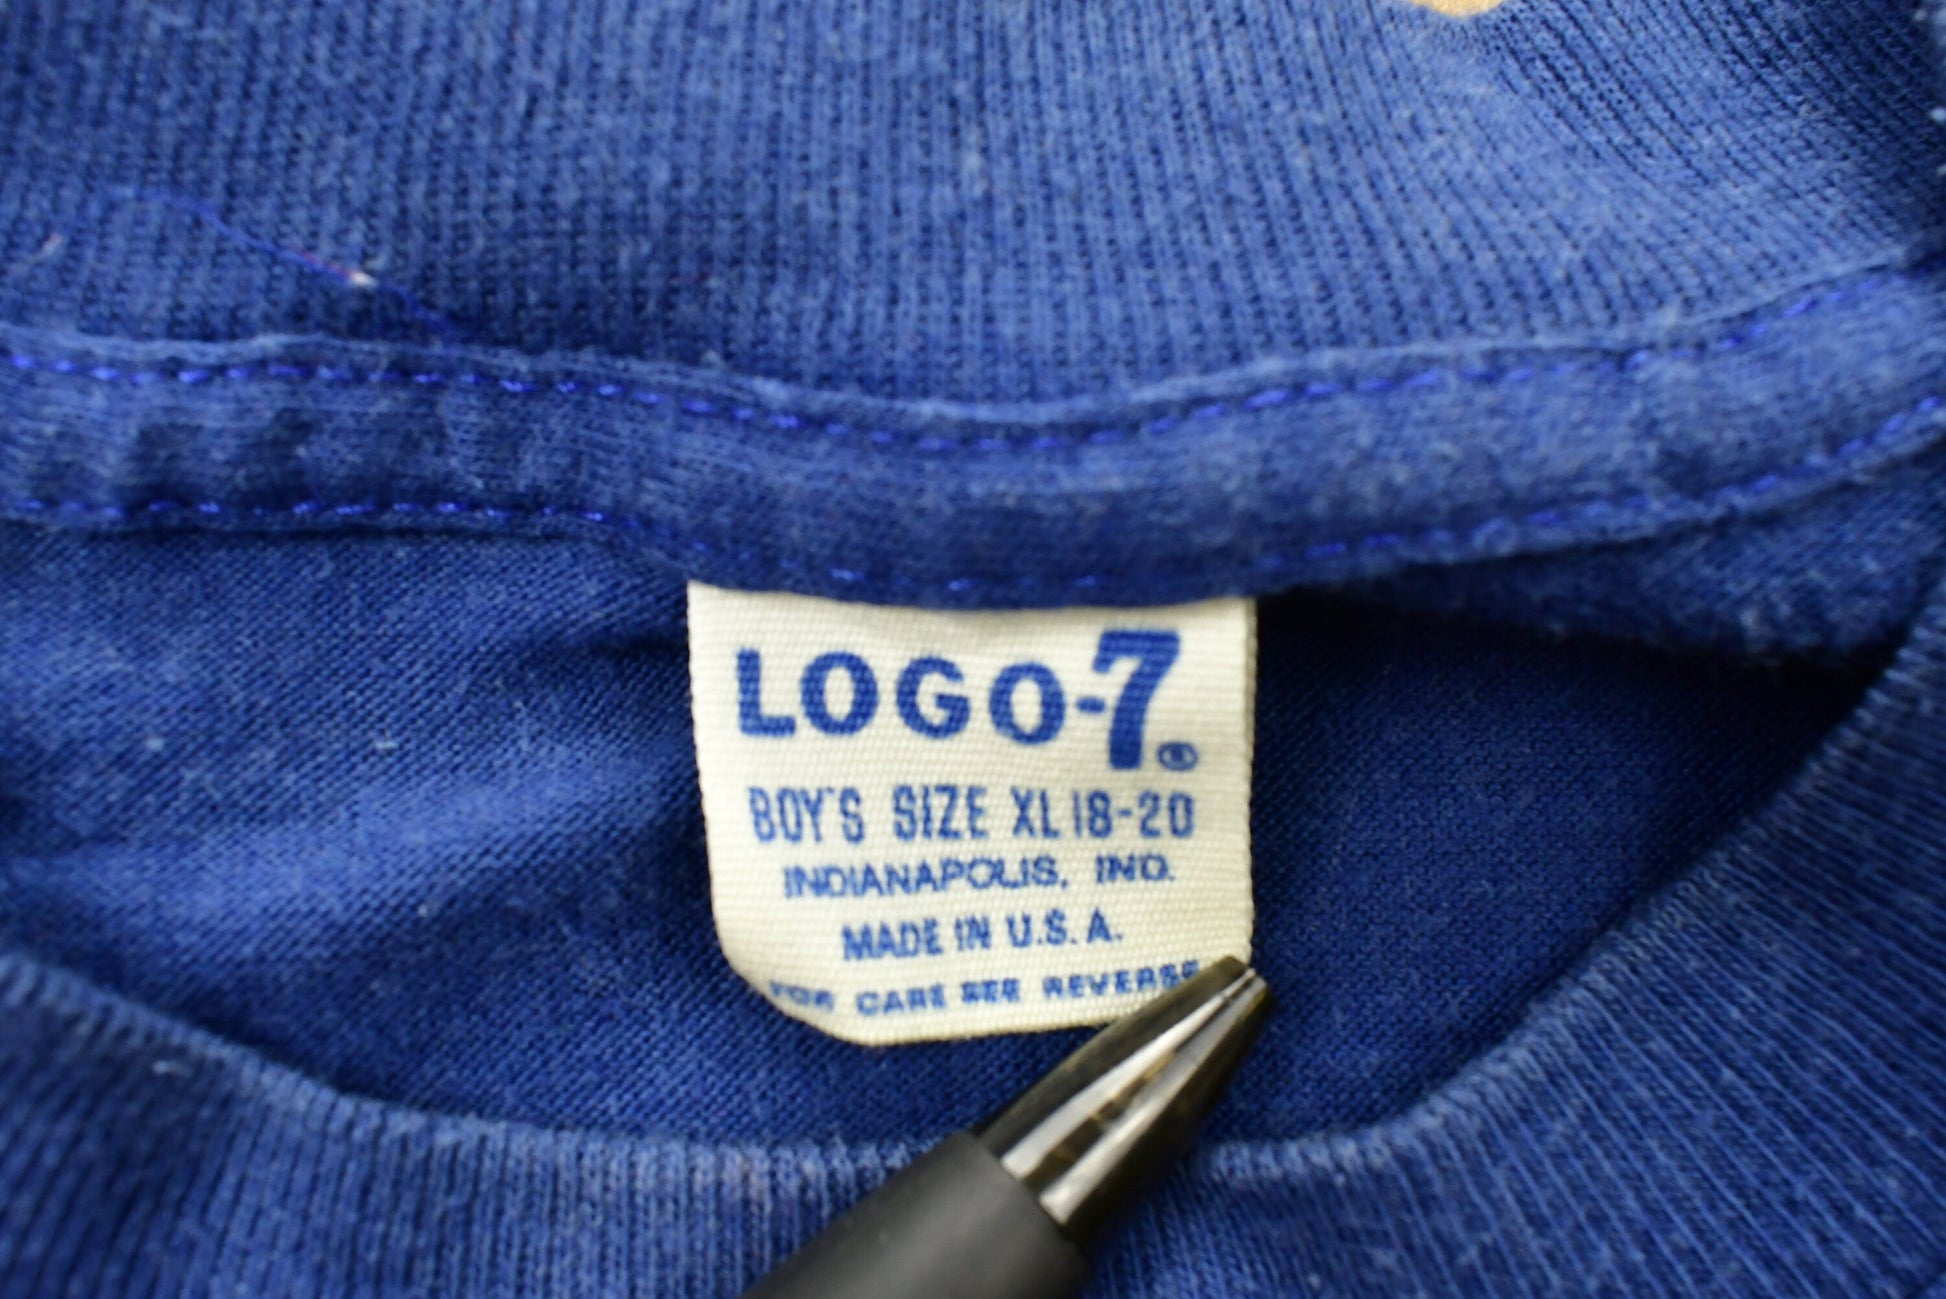 LOGO-7®
BOY'S SIZE XL 18-20
INDIANAPOLIS, IND.
MADE IN U.S.A.
FOR CARE SEE REVERSE